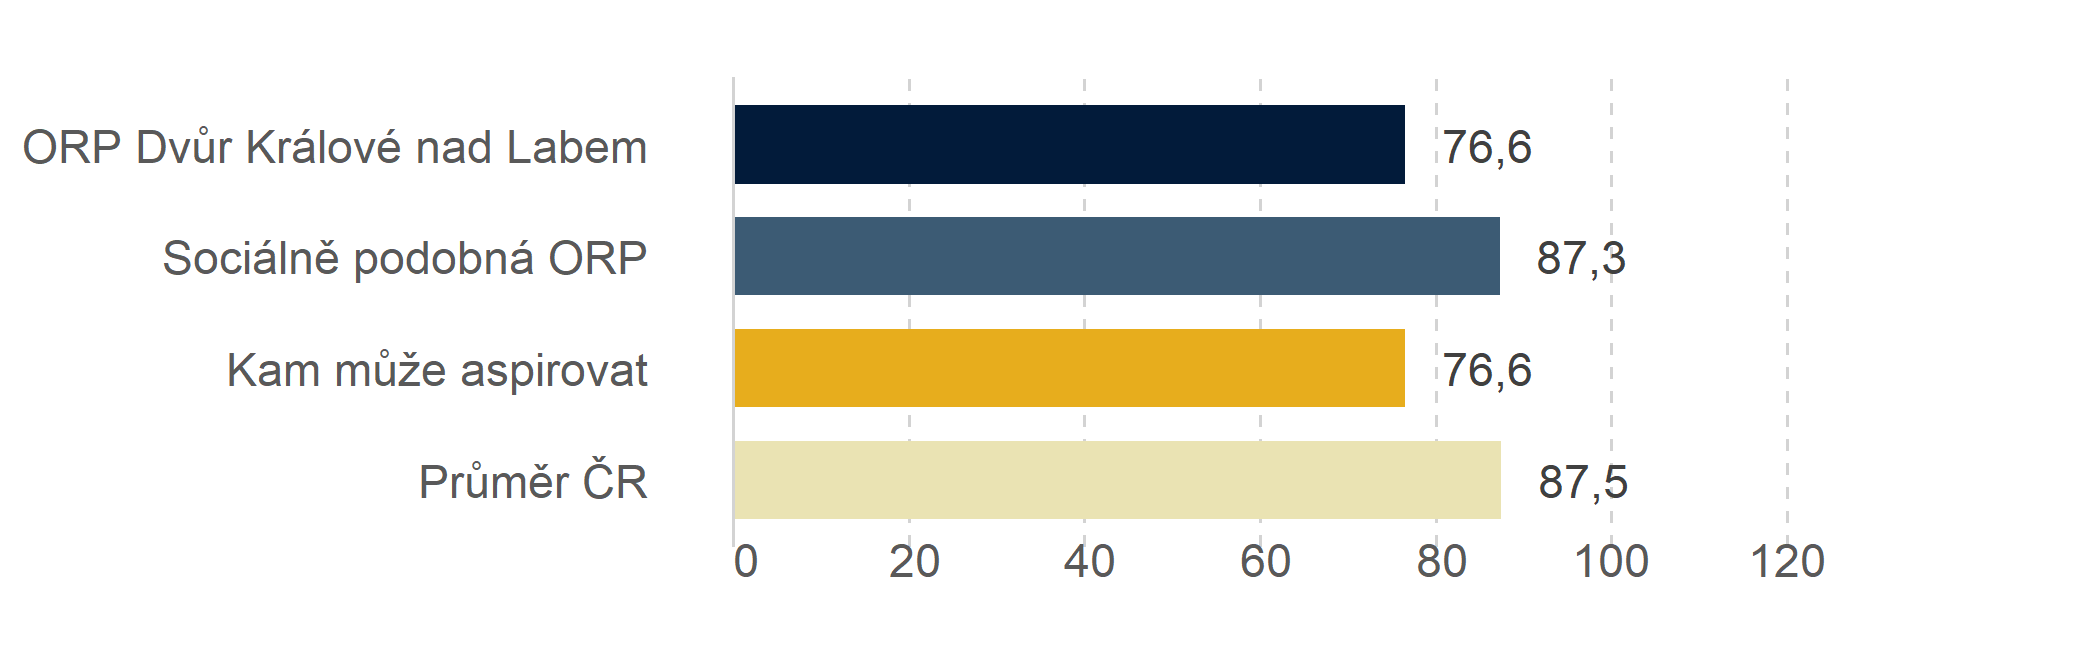 ORP Dvůr Králové nad Labem 76,6
Sociálně podobná ORP 87,3
Kam může aspirovat 76,6
Průměr ČR 87,5
0 20 40 60 80 100 120